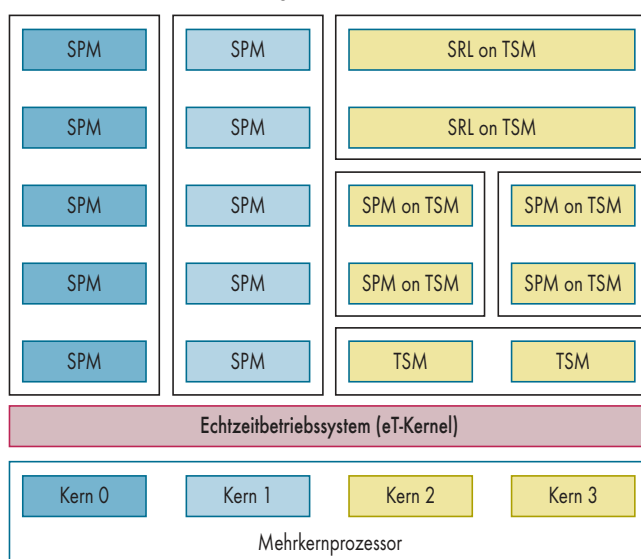 SPM
SPM
SRL on TSM
SPM
SPM
SRL on TSM
SPM
SPM
SPM on TSM
SPM on TSM
SPM
SPM
SPM on TSM
SPM on TSM
SPM
SPM
TSM
TSM
Echtzeitbetriebssystem (eT-Kernel)
Kern 0
Kern 1
Kern 2
Kern 3
Mehrkernprozessor